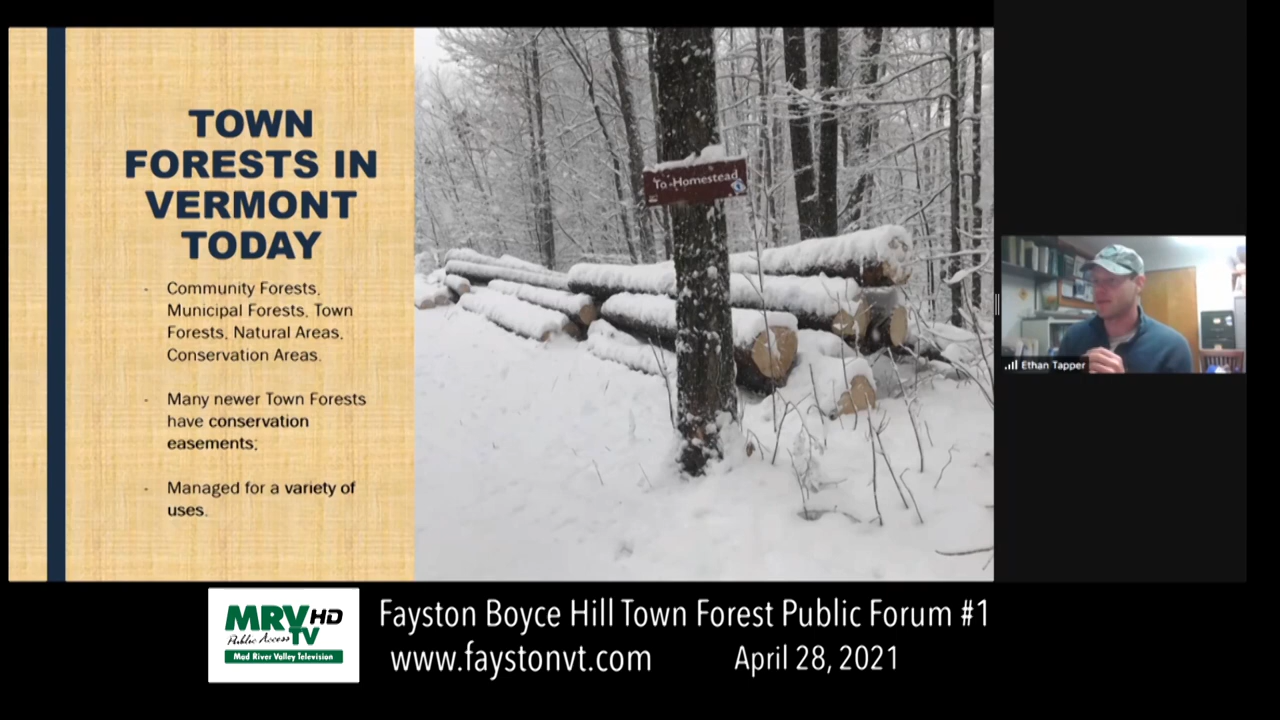 TOWN
FORESTS IN
VERMONT
TODAY
- Community Forests,
Municipal Forests, Town
Forests, Natural Areas,
Conservation Areas.
- Many newer Town Forests
have conservation
easements;
- Managed for a variety of
uses.
To Homestead
Ethan Tapper
MRV HD
Public Access TV
Mad River Valley Television
Fayston Boyce Hill Town Forest Public Forum #1
www.faystonvt.com April 28, 2021